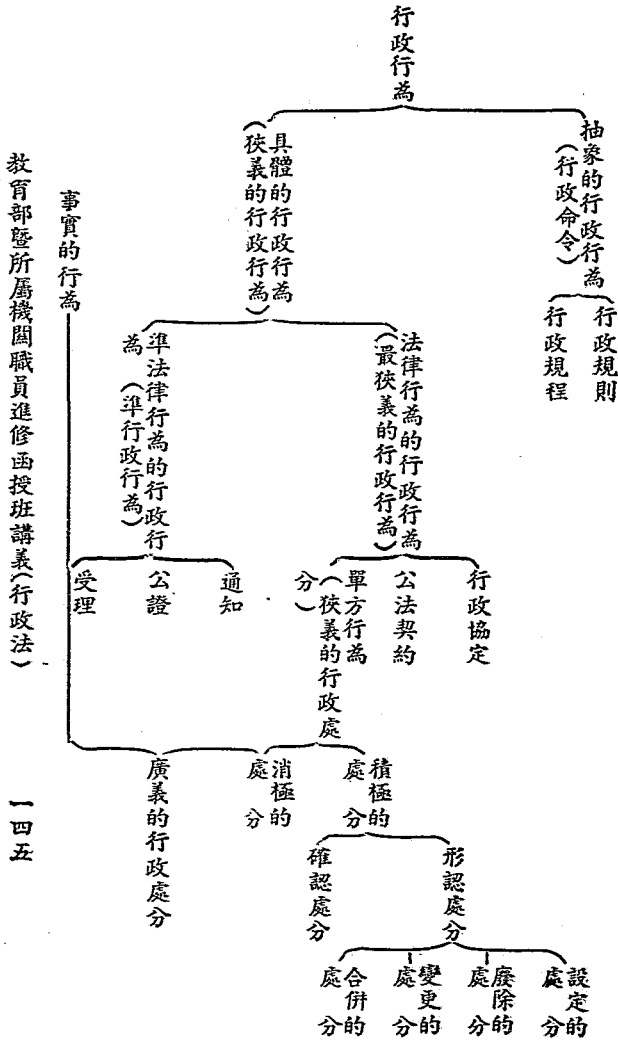 行政行為
抽象的行政行為
（行政命令）
行政規則
行政規程
具體的行政行為
（狹義的行政行為）
法律行為的行政行為
（最狹義的行政行為）
行政協定
公法契約
單方行為
（狹義的行政處
分）
積極的
處分
形認處分
設定的
處分
廢除的
處分
變更的
處分
合併的
處分
確認處分
消極的
處分
廣義的行政處分
準法律行為的行政行
為（準行政行為）
通知
公證
受理
事實的行為
教育部暨所屬機關職員進修函授班講義（行政法）
一四五